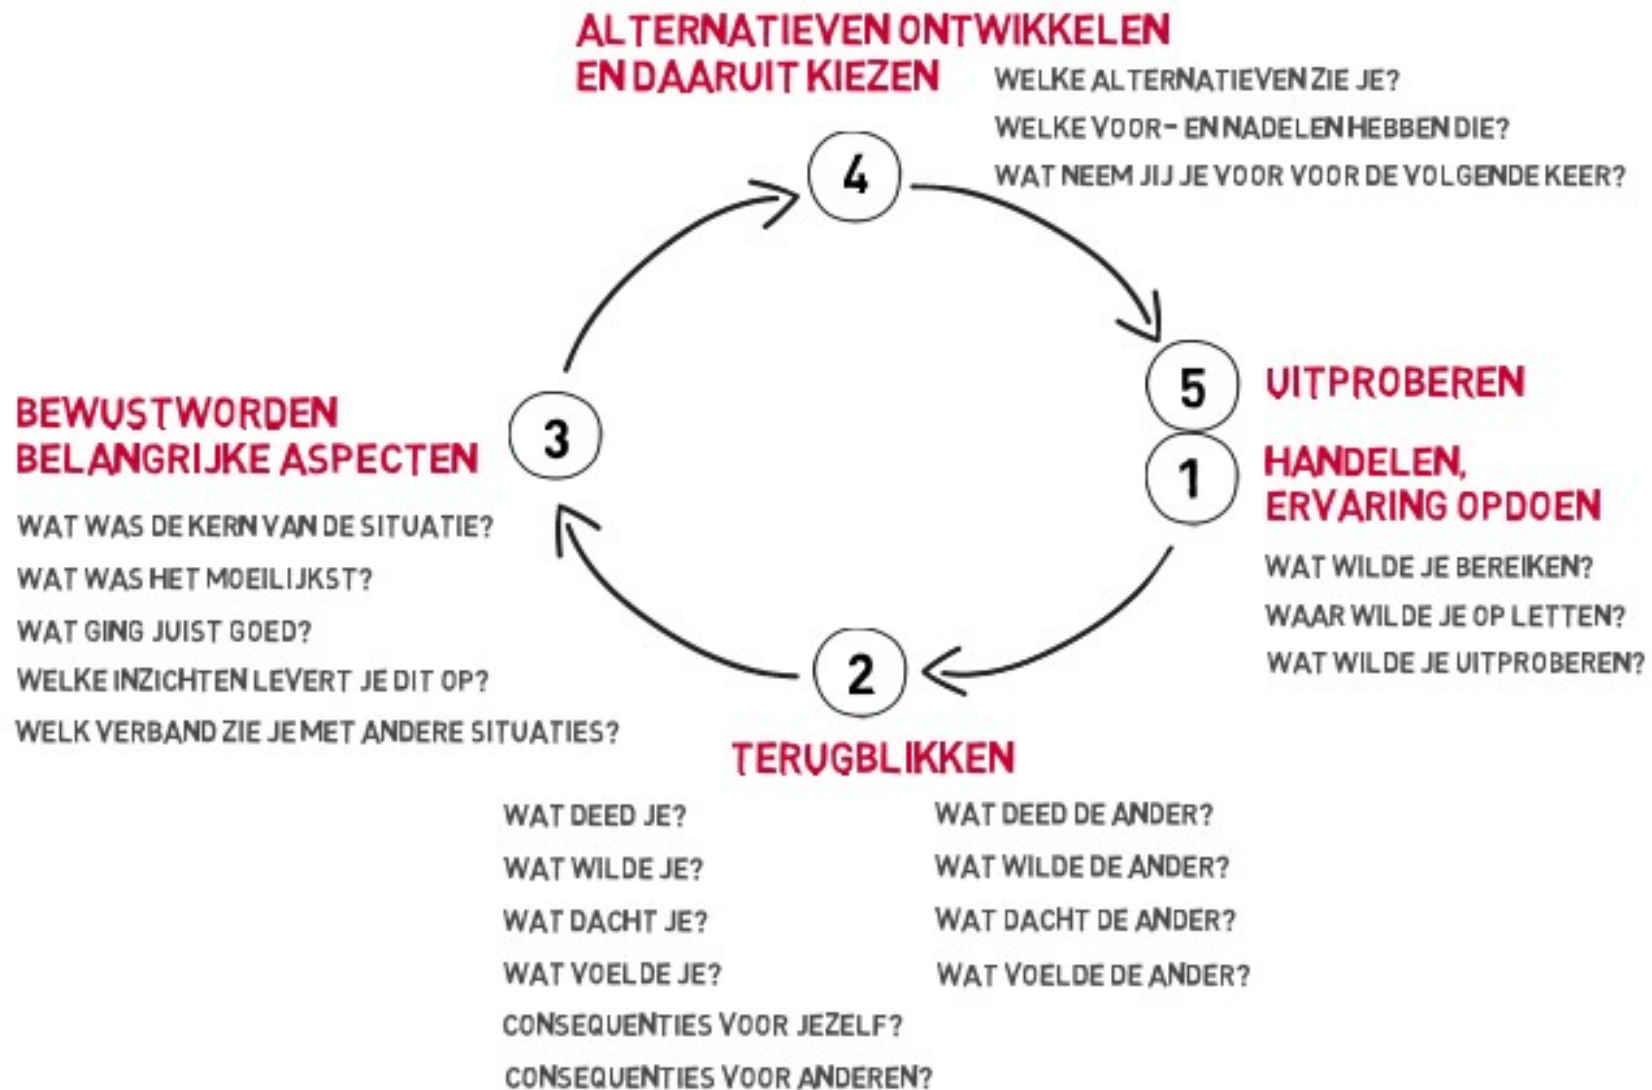 ALTERNATIEVEN ONTWIKKELEN
EN DAARUIT KIEZEN
WELKE ALTERNATIEVEN ZIE JE?
WELKE VOOR- EN NADELEN HEBBEN DIE?
WAT NEEM JIJ JE VOOR VOOR DE VOLGENDE KEER?
4
5
UITPROBEREN
1
HANDELEN,
ERVARING OPDOEN
WAT WILDE JE BEREIKEN?
WAAR WILDE JE OP LETTEN?
WAT WILDE JE UITPROBEREN?
3
BEWUSTWORDEN
BELANGRIJKE ASPECTEN
WAT WAS DE KERN VAN DE SITUATIE?
WAT WAS HET MOEILIJKST?
WAT GING JUIST GOED?
WELKE INZICHTEN LEVERT JE DIT OP?
WELK VERBAND ZIE JE MET ANDERE SITUATIES?
2
TERUGBLIKKEN
WAT DEED JE?
WAT WILDE JE?
WAT DACHT JE?
WAT VOELDE JE?
CONSEQUENTIES VOOR JEZELF?
CONSEQUENTIES VOOR ANDEREN?
WAT DEED DE ANDER?
WAT WILDE DE ANDER?
WAT DACHT DE ANDER?
WAT VOELDE DE ANDER?